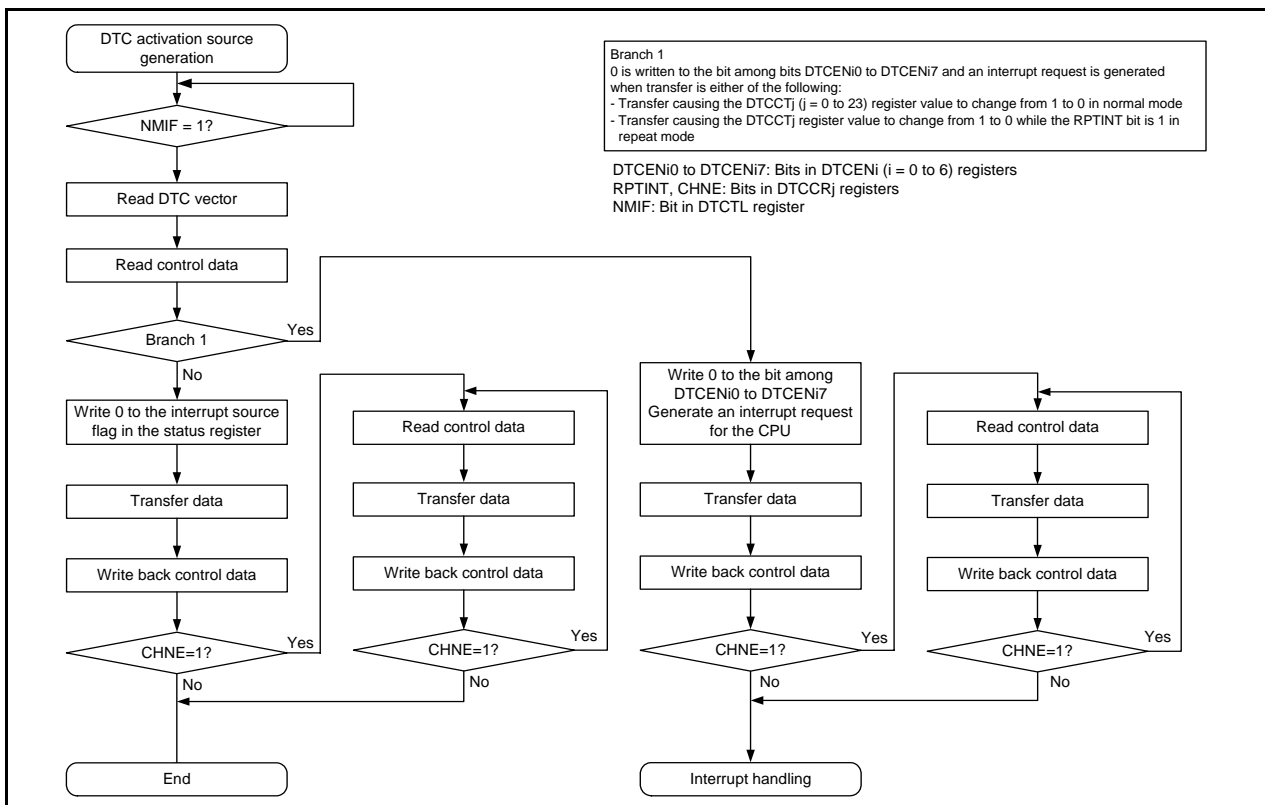 DTC activation source
generation
NMIF = 1?
Read DTC vector
Read control data
Branch 1
Yes
No
Write 0 to the interrupt source
flag in the status register
Transfer data
Write back control data
CHNE=1?
Yes
No
End
Read control data
Transfer data
Write back control data
CHNE=1?
Yes
No
Branch 1
0 is written to the bit among bits DTCENi0 to DTCENi7 and an interrupt request is generated
when transfer is either of the following:
- Transfer causing the DTCCTj (j = 0 to 23) register value to change from 1 to 0 in normal mode
- Transfer causing the DTCCTj register value to change from 1 to 0 while the RPTINT bit is 1 in
repeat mode
DTCENi0 to DTCENi7: Bits in DTCENi (i = 0 to 6) registers
RPTINT, CHNE: Bits in DTCCRj registers
NMIF: Bit in DTCTL register
Write 0 to the bit among
DTCENi0 to DTCENi7
Generate an interrupt request
for the CPU
Transfer data
Write back control data
CHNE=1?
Yes
No
Interrupt handling
Read control data
Transfer data
Write back control data
CHNE=1?
Yes
No